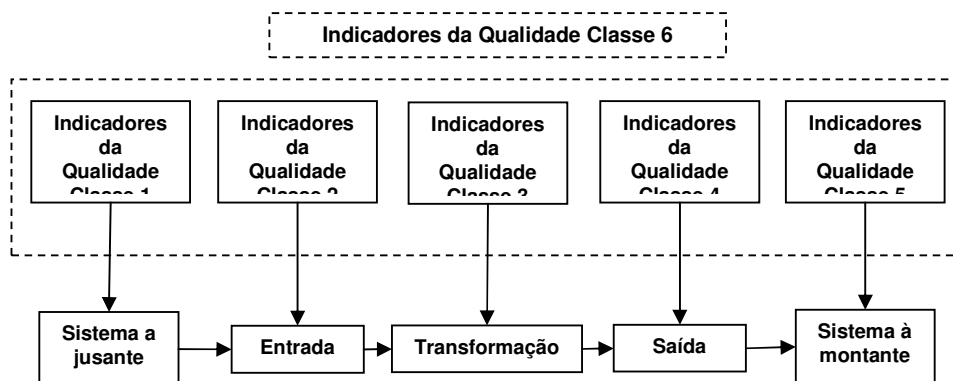 Indicadores da Qualidade Classe 6
Indicadores
da
Qualidade
Classe 1
Indicadores
da
Qualidade
Classe 2
Indicadores
da
Qualidade
Classe 3
Indicadores
da
Qualidade
Classe 4
Indicadores
da
Qualidade
Classe 5
Sistema a
jusante
Entrada
Transformação
Saída
Sistema à
montante